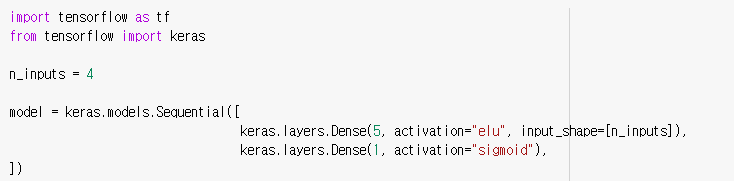 import tensorflow as tf
from tensorflow import keras
n_inputs = 4
model = keras.models.Sequential([
keras.layers.Dense(5, activation="elu", input_shape=[n_inputs]),
keras.layers.Dense(1, activation="sigmoid"),
])